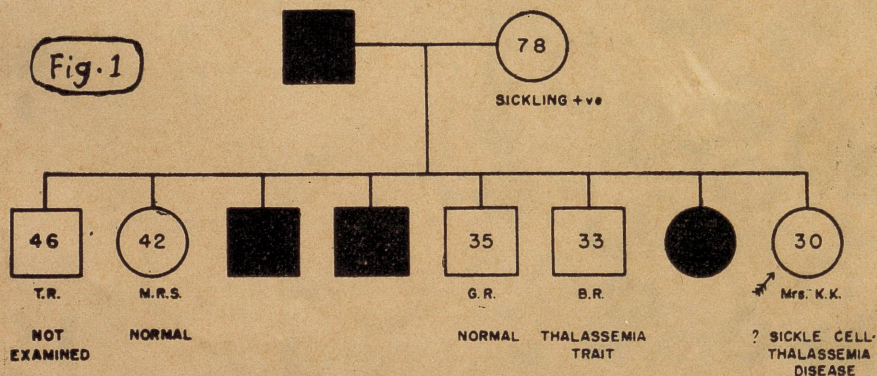 Fig. 1
78
SICKLING +ve
46
42
35
33
30
T.R.
M.R.S.
G.R.
B.R.
Mrs. K.K.
NOT
EXAMINED
NORMAL
NORMAL
THALASSEMIA
TRAIT
? SICKLE CELL-
THALASSEMIA
DISEASE